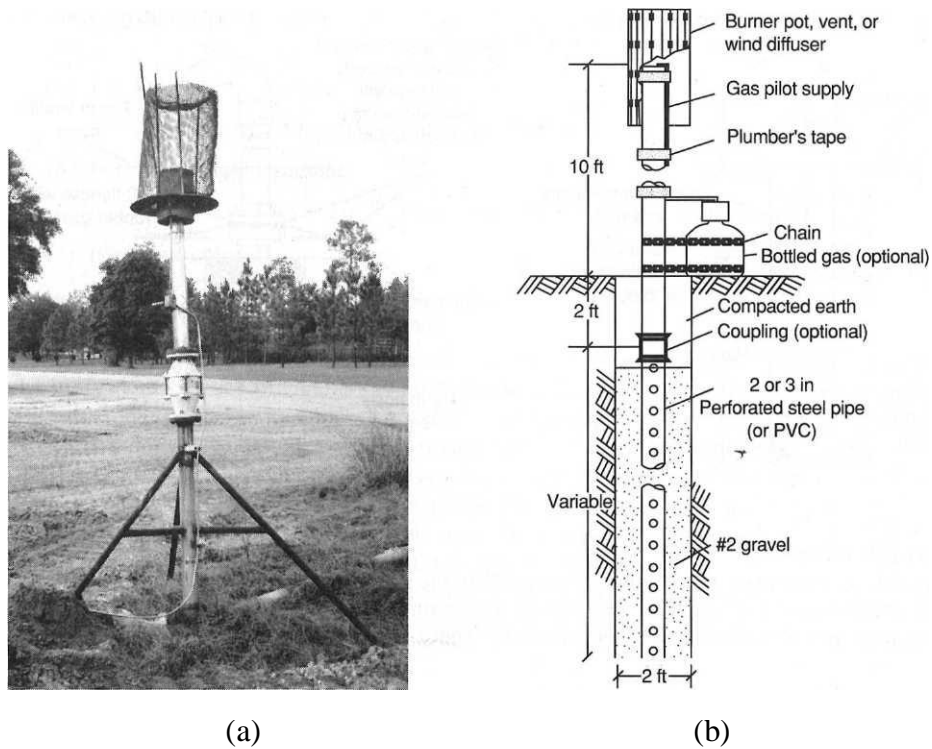 Burner pot, vent, or
wind diffuser
Gas pilot supply
Plumber's tape
10 ft
Chain
Bottled gas (optional)
2 ft
Compacted earth
Coupling (optional)
2 or 3 in
Perforated steel pipe
(or PVC)
Variable
#2 gravel
2 ft
(a)
(b)